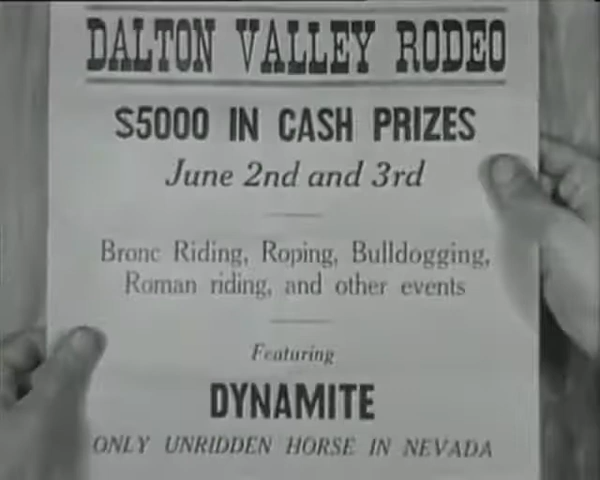 DALTON VALLEY RODEO
$5000 IN CASH PRIZES
June 2nd and 3rd
Bronc Riding, Roping, Bulldogging,
Roman riding, and other events
Featuring
DYNAMITE
ONLY UNRIDDEN HORSE IN NEVADA